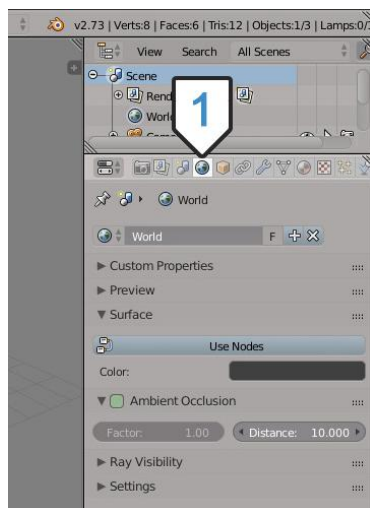 v2.73 | Verts:8 | Faces:6 | Tris:12 | Objects:1/3 | Lamps:0/
View Search All Scenes
Scene
1
World
World F
Custom Properties
Preview
Surface
Use Nodes
Color:
Ambient Occlusion
Factor: 1.00 Distance: 10.000
Ray Visibility
Settings